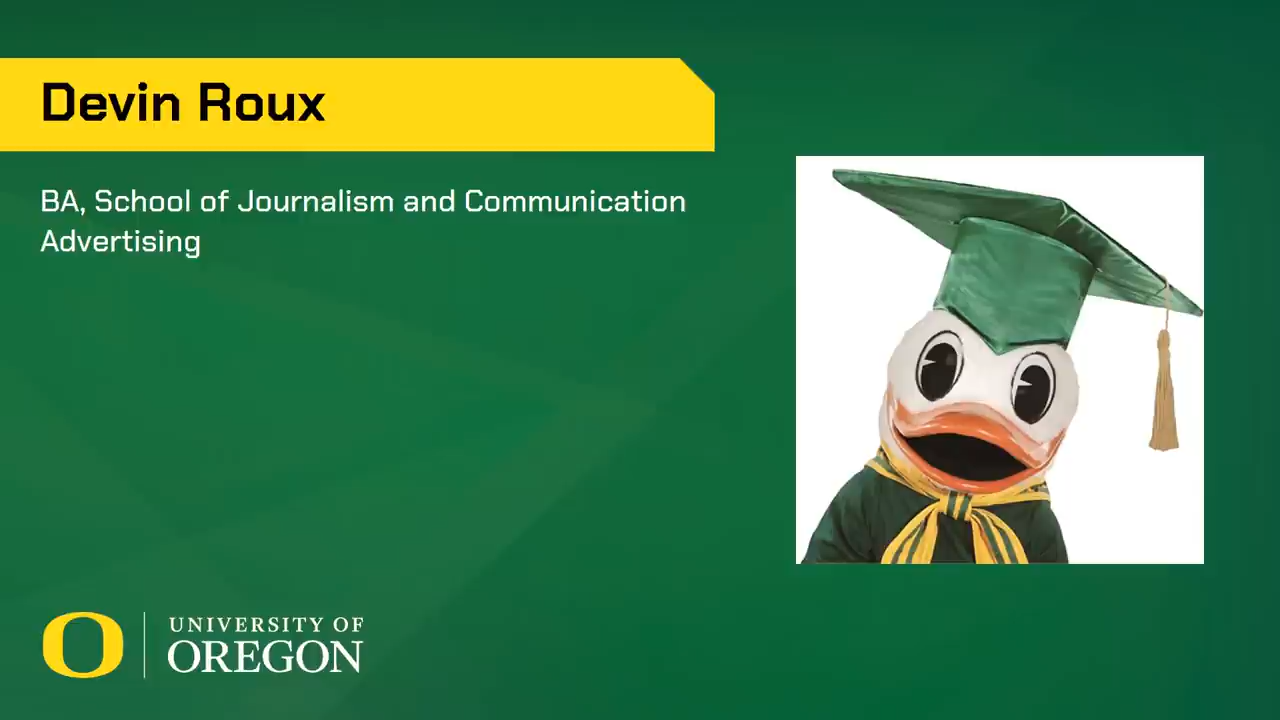 Devin Roux
BA, School of Journalism and Communication
Advertising
O
UNIVERSITY OF
OREGON